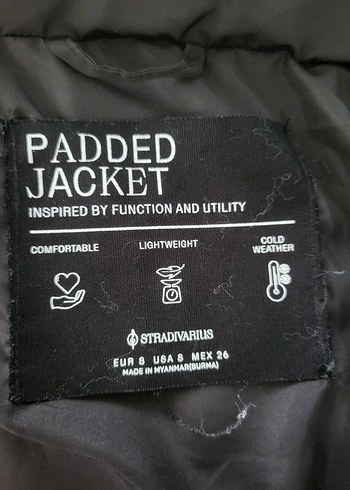 PADDED
JACKET
INSPIRED BY FUNCTION AND UTILITY
COMFORTABLE
LIGHTWEIGHT
COLD
WEATHER
STRADIVARIUS
EUR S USA S MEX 26
MADE IN MYANMAR(BURMA)